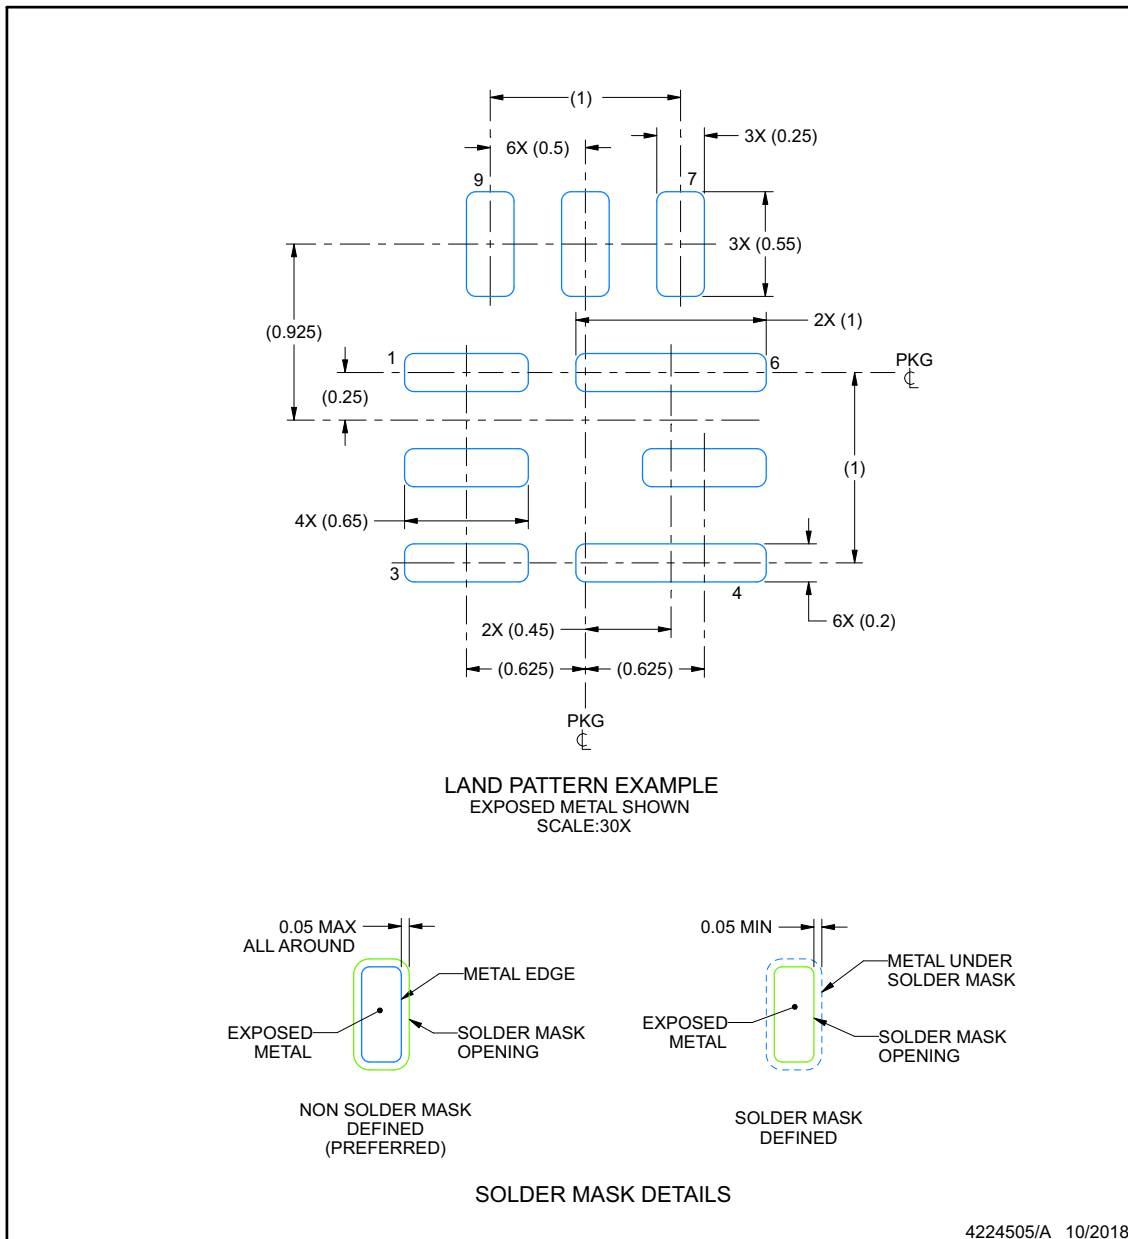 (1)
6X (0.5)
3X (0.25)
9
7
3X (0.55)
(0.925)
2X (1)
1
6
PKG
℄
(0.25)
(1)
4X (0.65)
3
4
6X (0.2)
2X (0.45)
(0.625)
(0.625)
PKG
℄
LAND PATTERN EXAMPLE
EXPOSED METAL SHOWN
SCALE:30X
0.05 MAX
ALL AROUND
METAL EDGE
EXPOSED
METAL
SOLDER MASK
OPENING
NON SOLDER MASK
DEFINED
(PREFERRED)
0.05 MIN
METAL UNDER
SOLDER MASK
EXPOSED
METAL
SOLDER MASK
OPENING
SOLDER MASK
DEFINED
SOLDER MASK DETAILS
4224505/A 10/2018